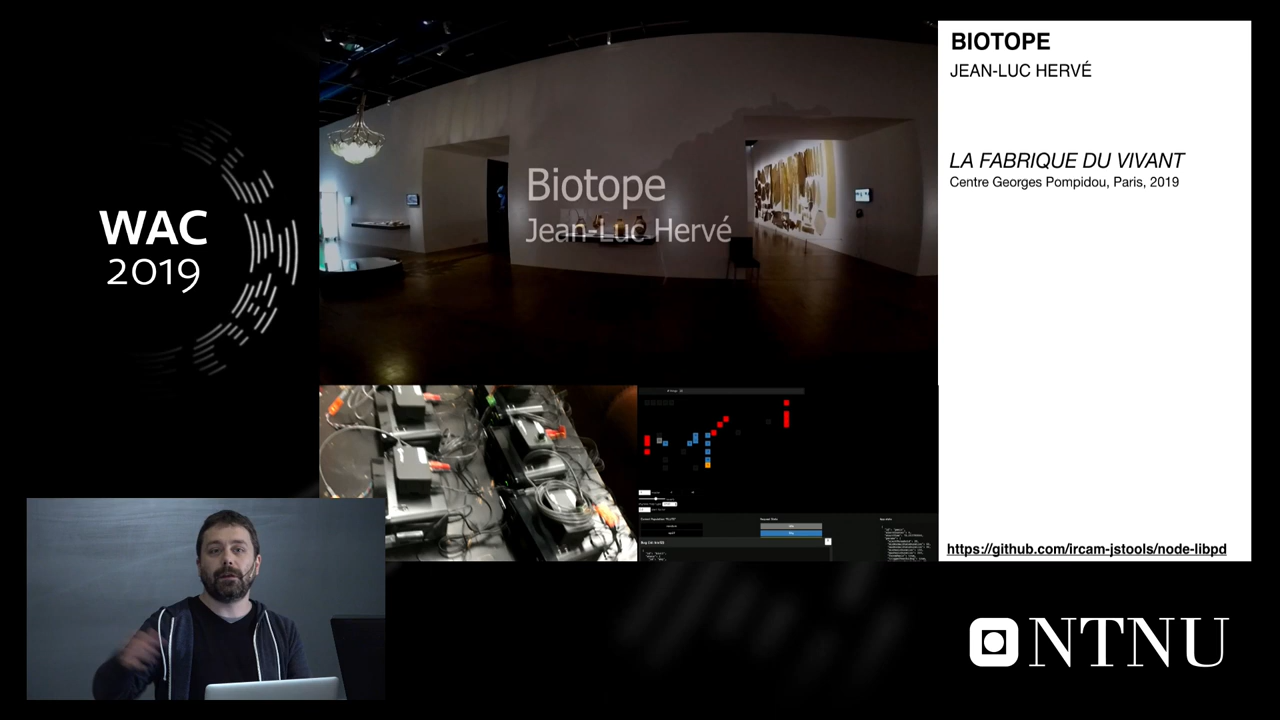 WAC
2019
Biotope
Jean-Luc Hervé
BIOTOPE
JEAN-LUC HERVÉ
LA FABRIQUE DU VIVANT
Centre Georges Pompidou, Paris, 2019
https://github.com/ircam-jstools/node-libpd
NTNU